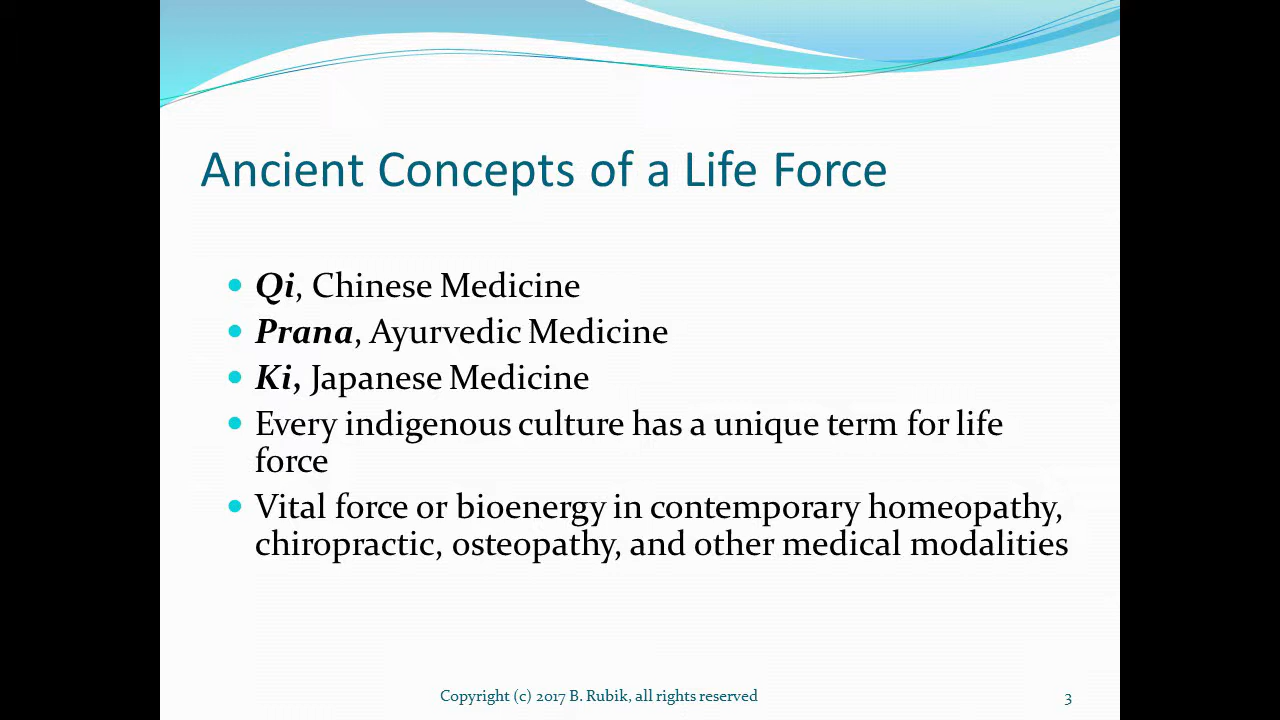 Ancient Concepts of a Life Force
• Qi, Chinese Medicine
• Prana, Ayurvedic Medicine
• Ki, Japanese Medicine
• Every indigenous culture has a unique term for life
force
• Vital force or bioenergy in contemporary homeopathy,
chiropractic, osteopathy, and other medical modalities
Copyright (c) 2017 B. Rubik, all rights reserved
3